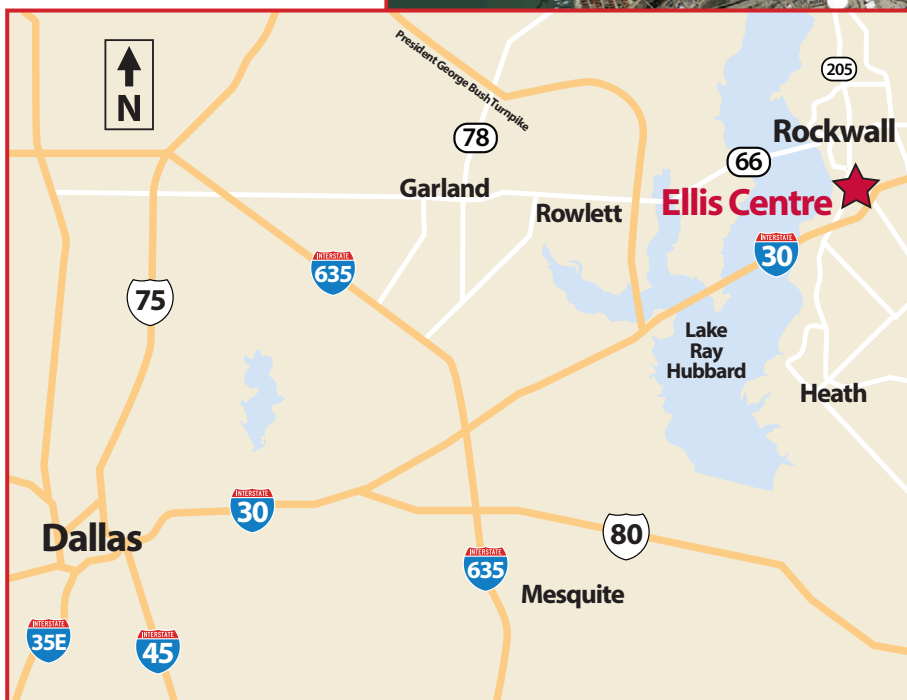 N
President George Bush Turnpike
205
78
Rockwall
66
Garland
Ellis Centre
Rowlett
INTERSTATE
30
INTERSTATE
635
75
Lake
Ray
Hubbard
Heath
INTERSTATE
30
80
Dallas
INTERSTATE
635
Mesquite
INTERSTATE
35E
INTERSTATE
45